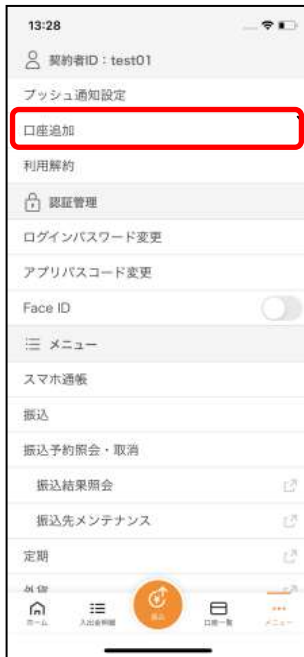 13:28
契約者ID：test01
プッシュ通知設定
口座追加
利用解約
認証管理
ログインパスワード変更
アプリパスコード変更
Face ID
メニュー
スマホ通帳
振込
振込予約照会・取消
振込結果照会
振込先メンテナンス
定期
ホーム
入出金明細
振込
口座一覧
メニュー